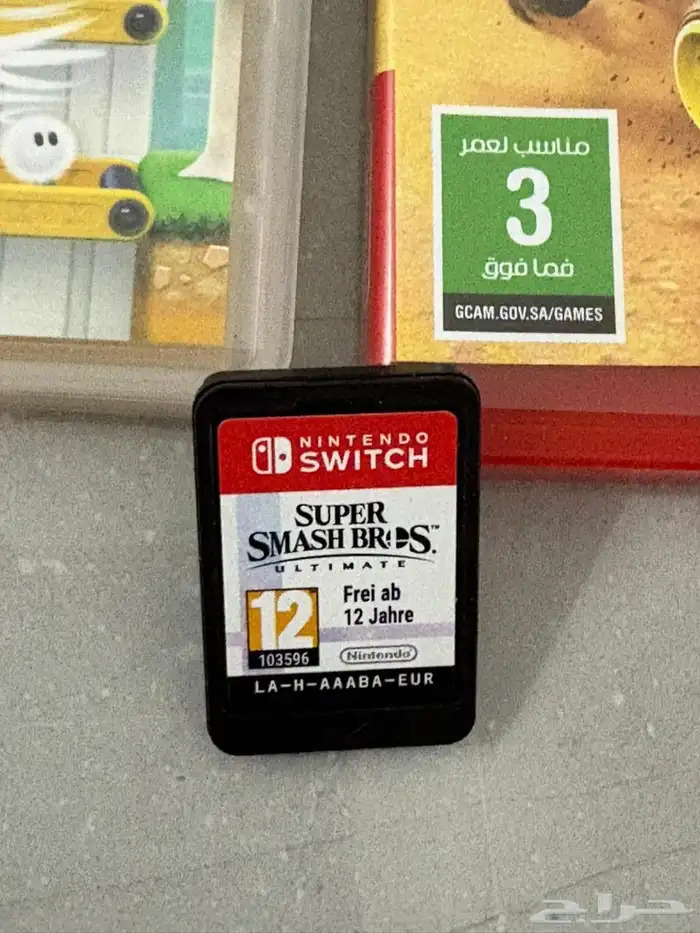 مناسب لعمر
3
فما فوق
GCAM.GOV.SA/GAMES
NINTENDO
SWITCH
SUPER
SMASH BROS.™
ULTIMATE
12
103596
Frei ab
12 Jahre
Nintendo®
LA-H-AAABA-EUR
حراج